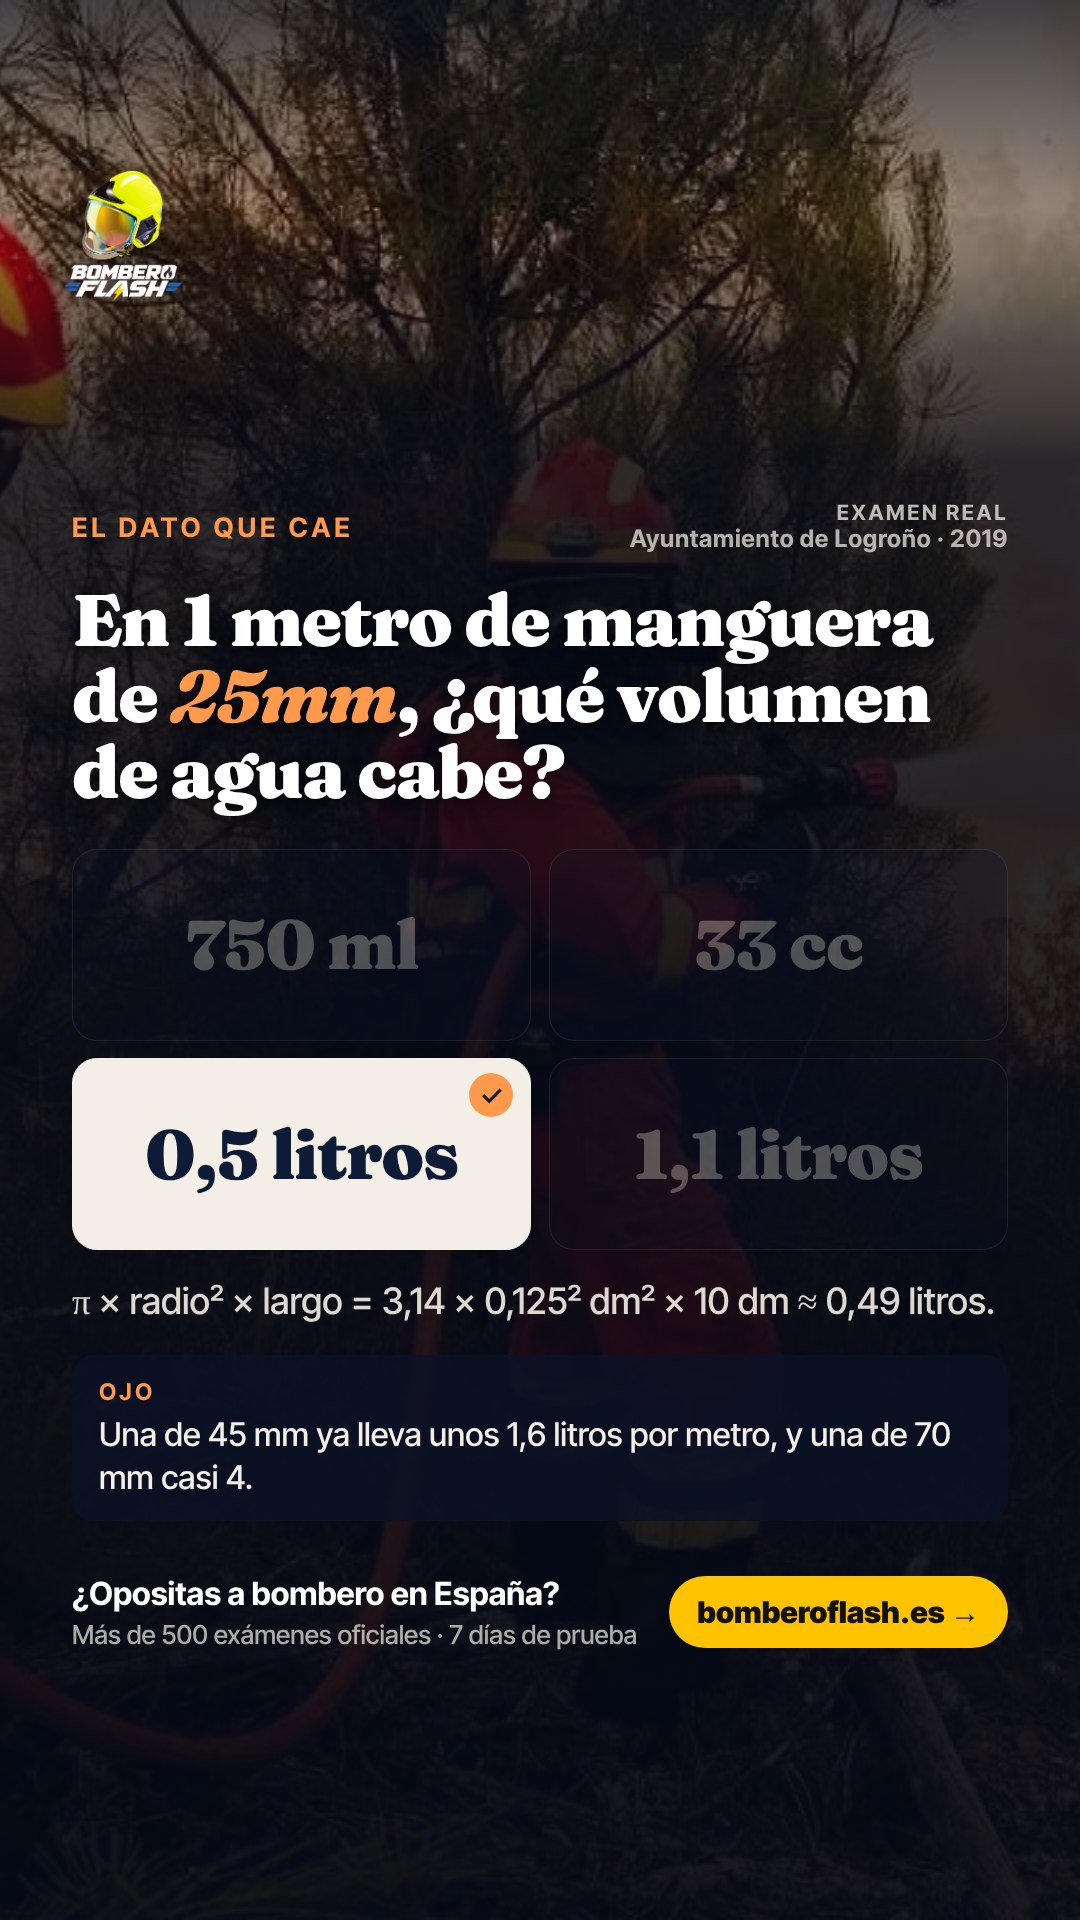 BOMBERO
FLASH
EL DATO QUE CAE
EXAMEN REAL
Ayuntamiento de Logroño · 2019
En 1 metro de manguera
de 25mm, ¿qué volumen
de agua cabe?
750 ml
33 cc
0,5 litros
1,1 litros
π × radio² × largo = 3,14 × 0,125² dm² × 10 dm ≈ 0,49 litros.
OJO
Una de 45 mm ya lleva unos 1,6 litros por metro, y una de 70
mm casi 4.
¿Opositas a bombero en España?
Más de 500 exámenes oficiales · 7 días de prueba
bomberoflash.es →